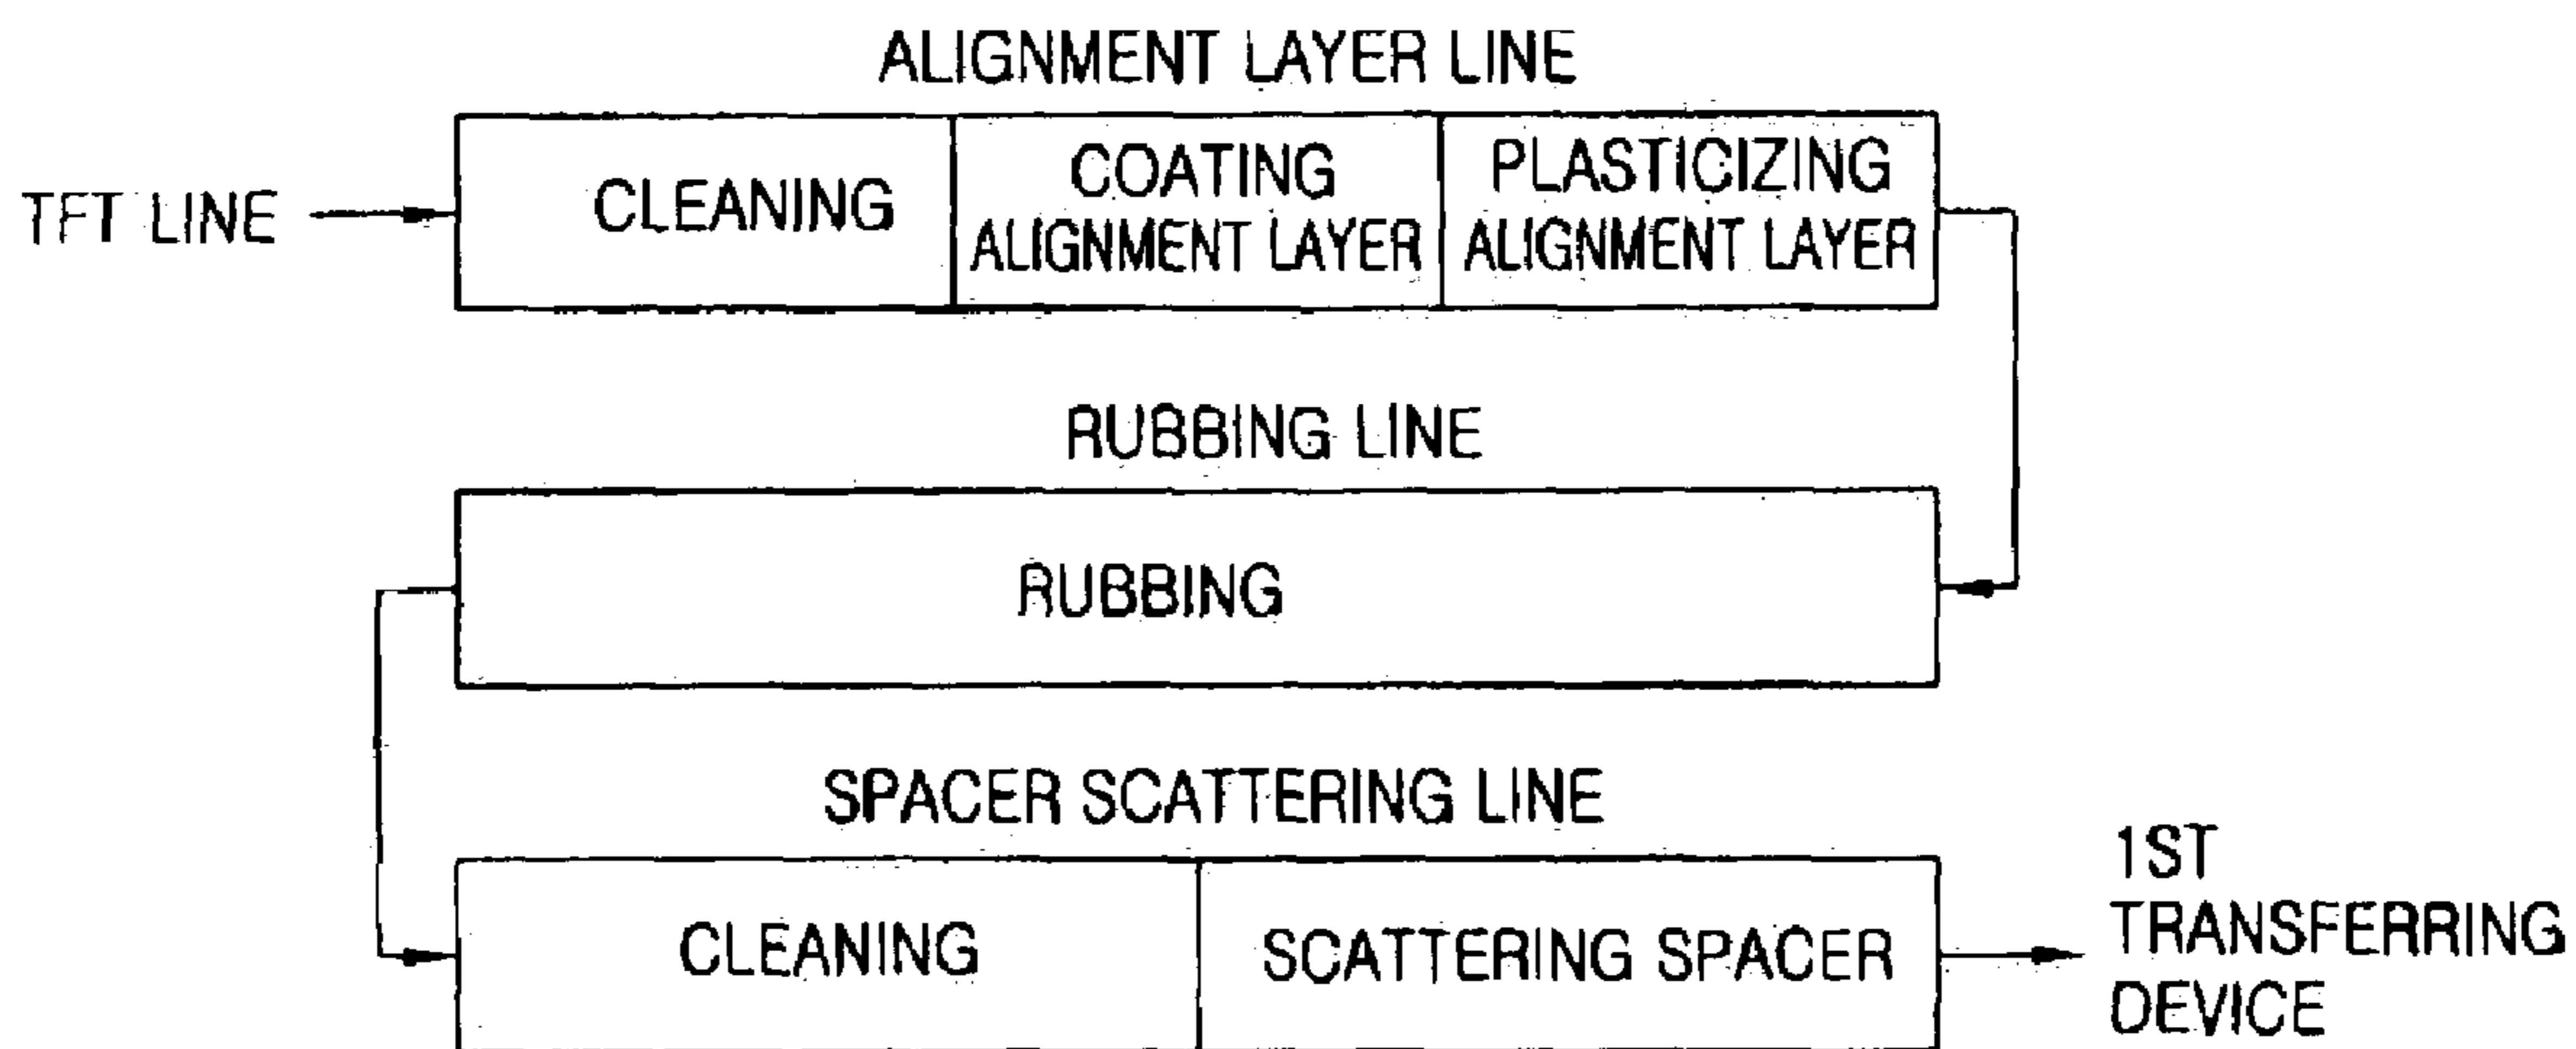 ALIGNMENT LAYER LINE
TFT LINE
CLEANING
COATING
ALIGNMENT LAYER
PLASTICIZING
ALIGNMENT LAYER
RUBBING LINE
RUBBING
SPACER SCATTERING LINE
CLEANING
SCATTERING SPACER
1ST
TRANSFERRING
DEVICE